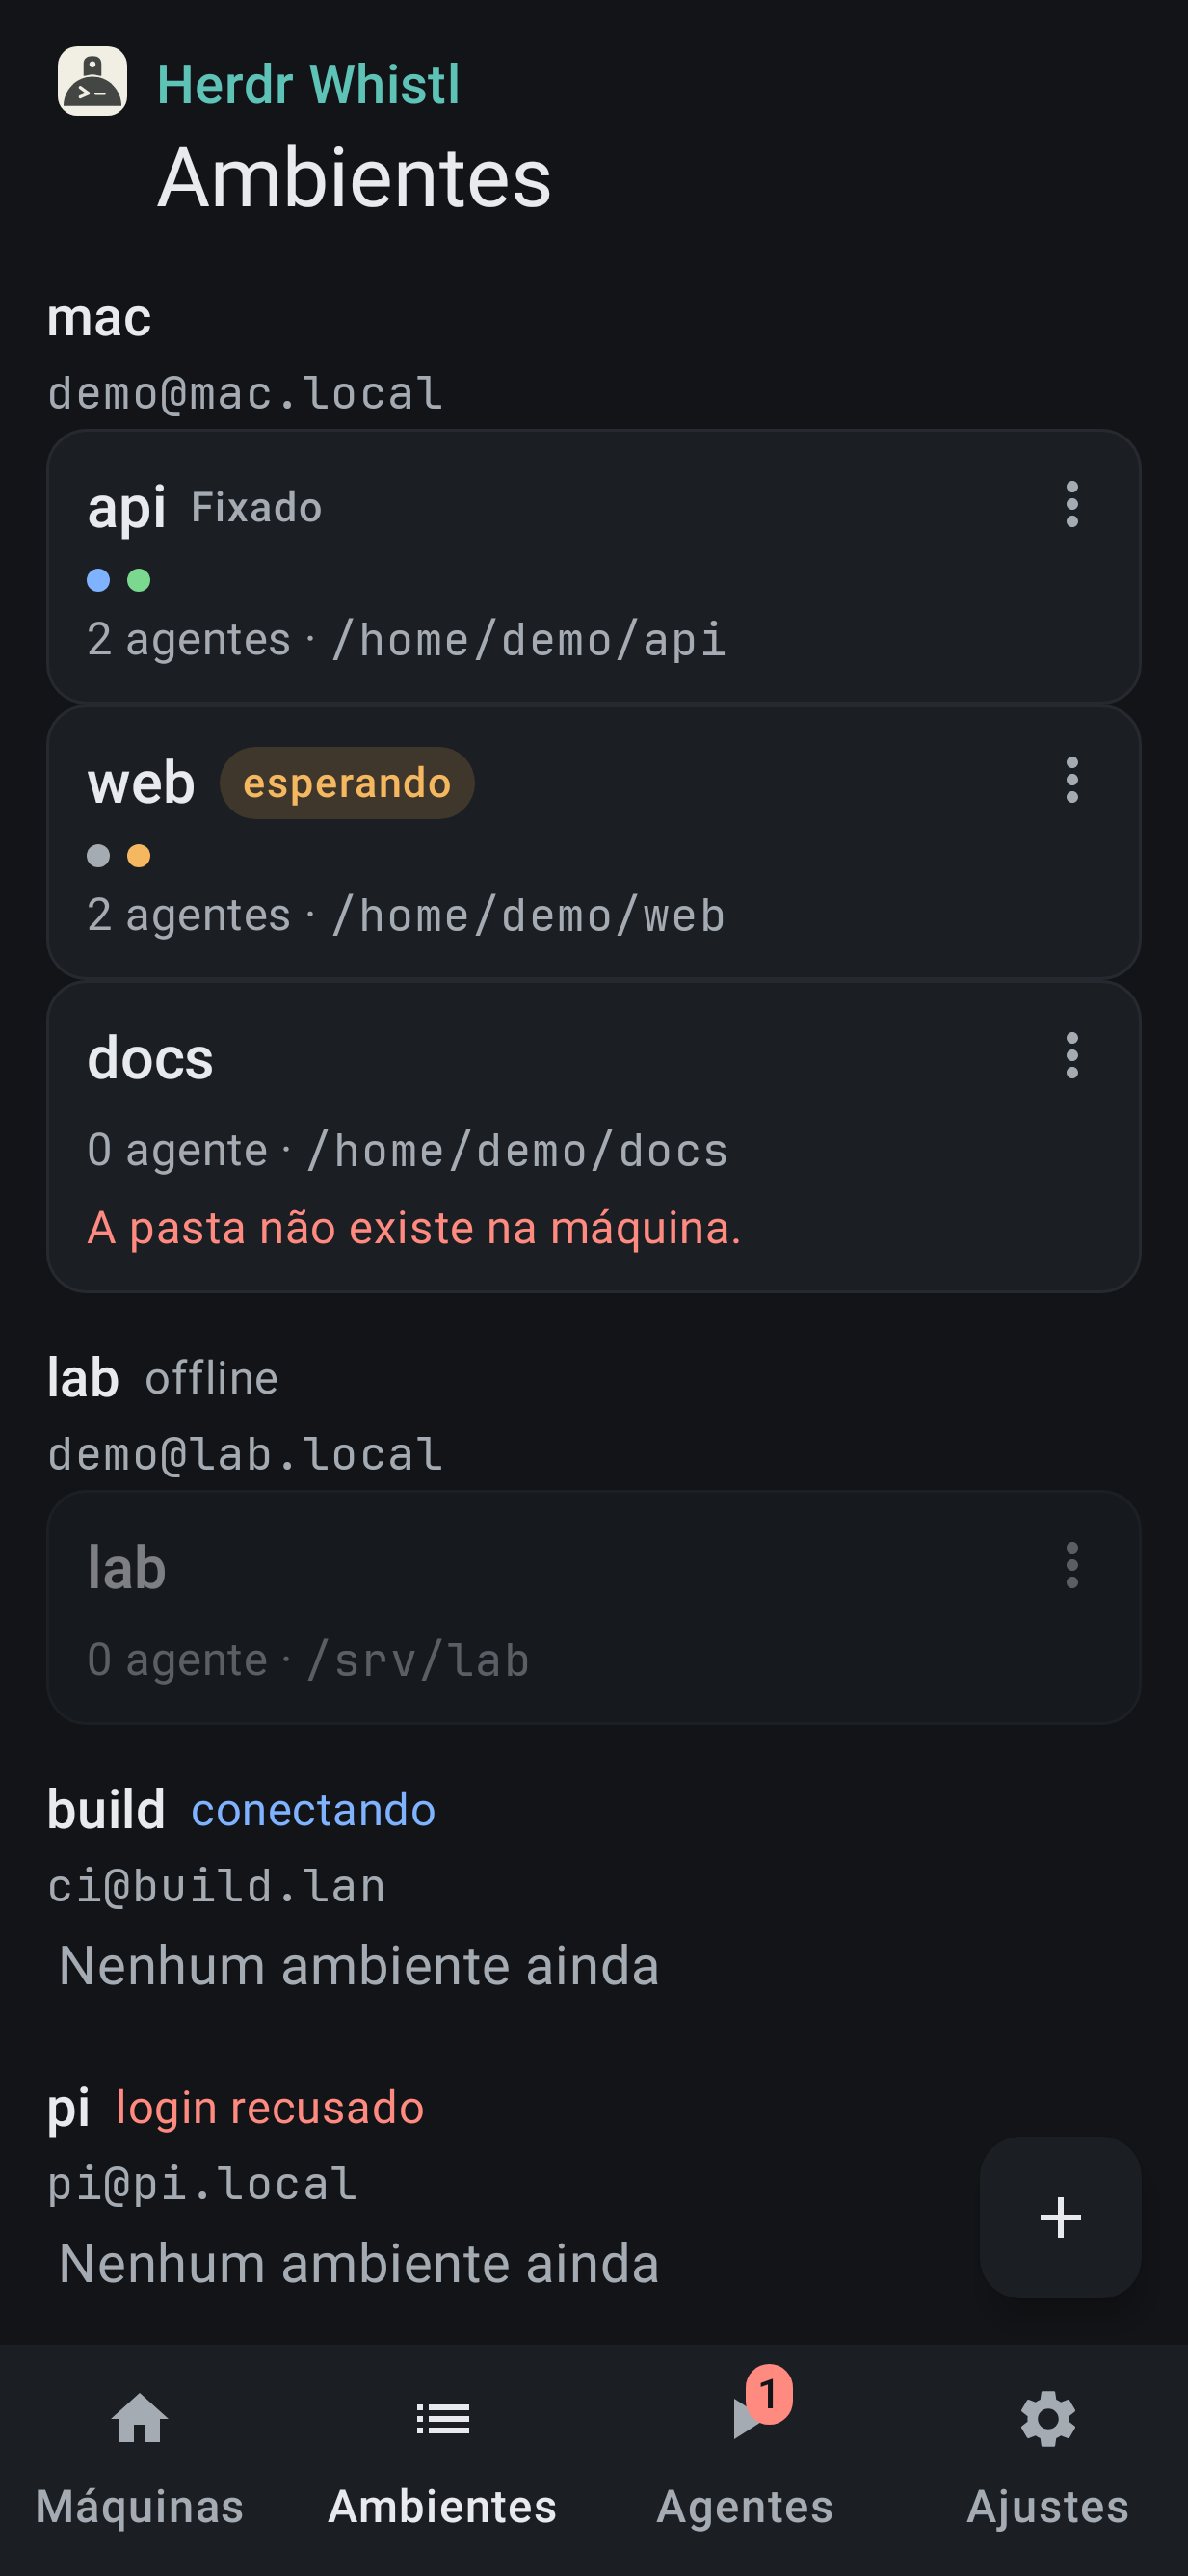 Herdr Whistl
Ambientes
mac
demo@mac.local
api Fixado
2 agentes · /home/demo/api
web esperando
2 agentes · /home/demo/web
docs
0 agente · /home/demo/docs
A pasta não existe na máquina.
lab offline
demo@lab.local
lab
0 agente · /srv/lab
build conectando
ci@build.lan
Nenhum ambiente ainda
pi login recusado
pi@pi.local
Nenhum ambiente ainda
1
Máquinas Ambientes Agentes Ajustes